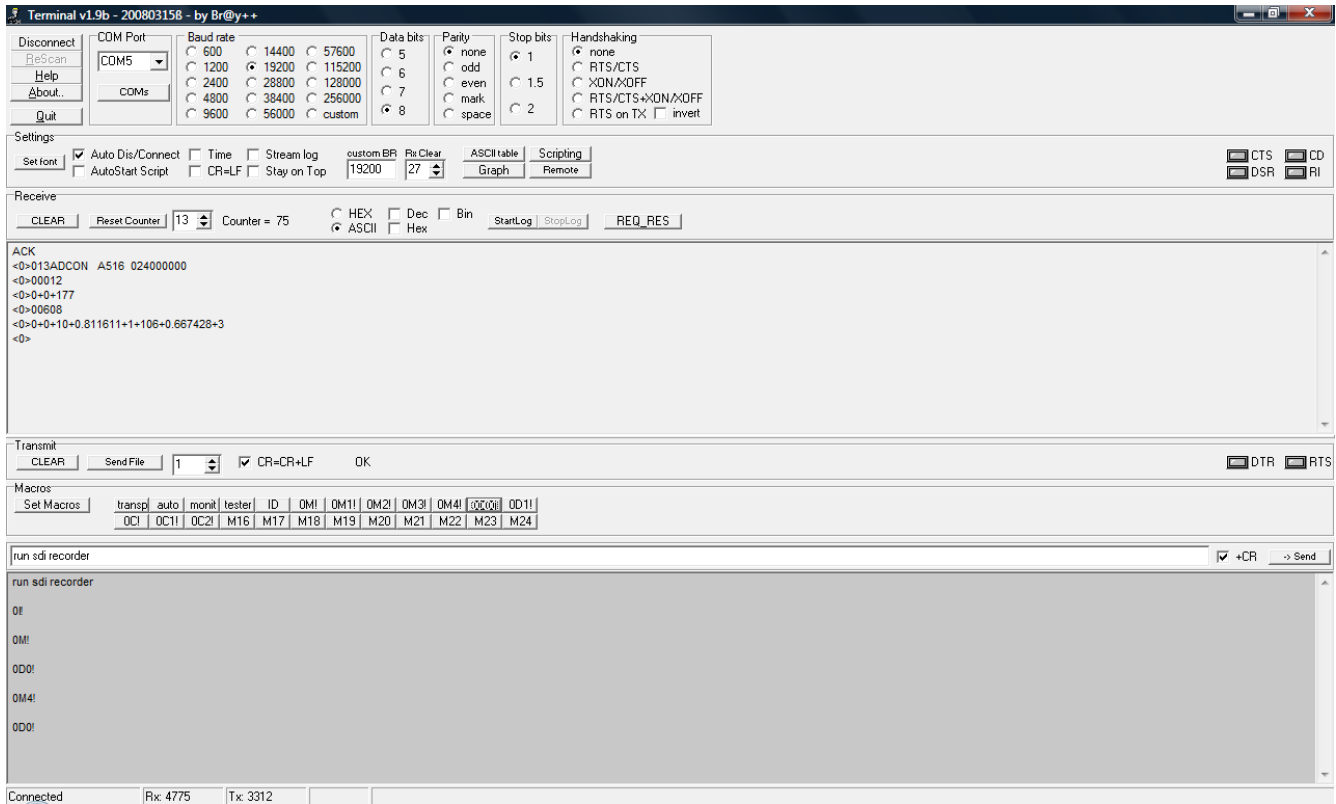 Terminal v1.9b - 20080315ß - by Br@y++
Disconnect
ReScan
Help
About..
Quit
COM Port
COM5
COMs
Baud rate
600 14400 57600
1200 19200 115200
2400 28800 128000
4800 38400 256000
9600 56000 custom
Data bits
5
6
7
8
Parity
none
odd
even
mark
space
Stop bits
1
1.5
2
Handshaking
none
RTS/CTS
XON/XOFF
RTS/CTS+XON/XOFF
RTS on TX invert
Settings
Set font
Auto Dis/Connect Time Stream log
AutoStart Script CR=LF Stay on Top
custom BR Rx Clear
19200 27
ASCII table Scripting
Graph Remote
CTS CD
DSR RI
Receive
CLEAR Reset Counter 13 Counter = 75
HEX Dec Bin
ASCII Hex
StartLog StopLog REQ_RES
ACK
<0>013ADCON A516 024000000
<0>00012
<0>0+0+177
<0>00608
<0>0+0+10+0.811611+1+106+0.667428+3
<0>
Transmit
CLEAR Send File 1 CR=CR+LF OK
DTR RTS
Macros
Set Macros
transp auto monit tester ID 0M! 0M1! 0M2! 0M3! 0M4! 0D1!
0C! 0C1! 0C2! M16 M17 M18 M19 M20 M21 M22 M23 M24
run sdi recorder
+CR -> Send
run sdi recorder
0I!
0M!
0D0!
0M4!
0D0!
Connected Rx: 4775 Tx: 3312